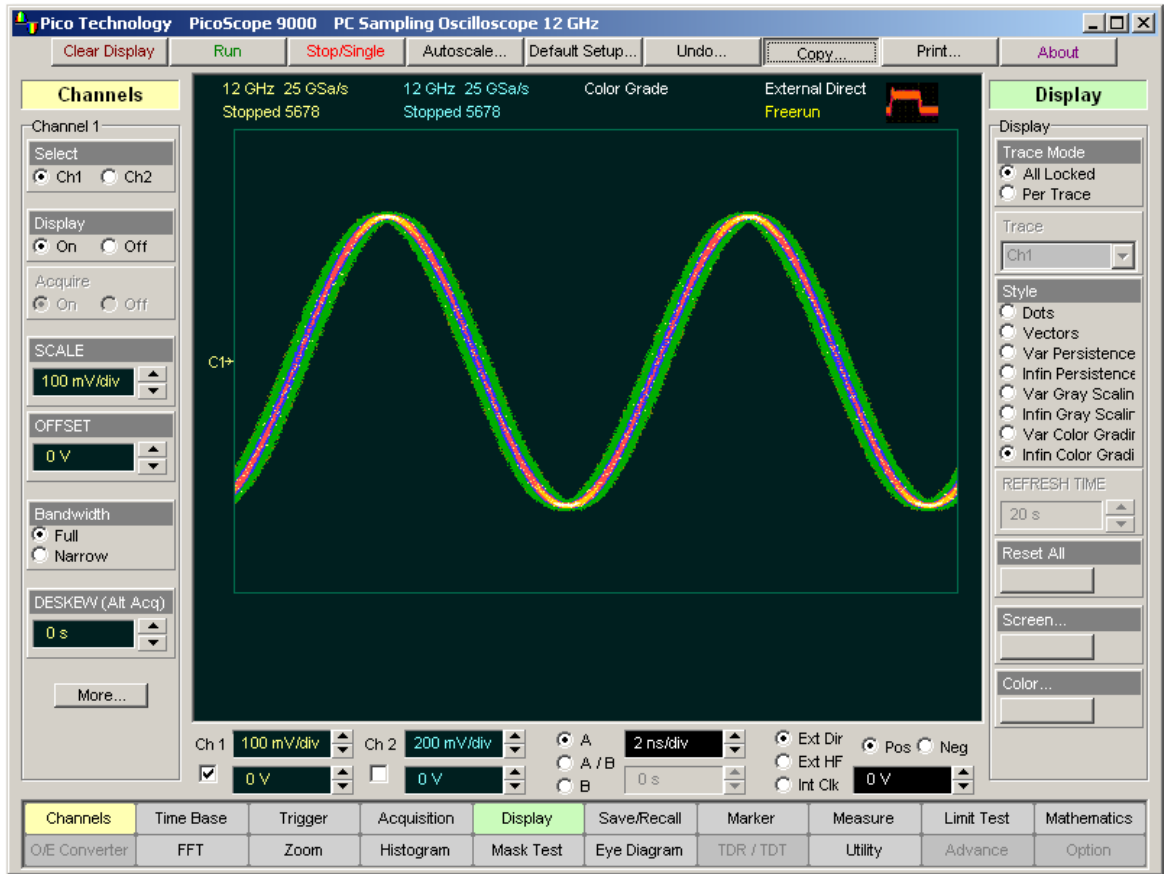 Pico Technology PicoScope 9000 PC Sampling Oscilloscope 12 GHz
Clear Display Run Stop/Single Autoscale... Default Setup... Undo... Copy... Print... About
Channels
Channel 1
Select
Ch1 Ch2
Display
On Off
Acquire
On Off
SCALE
100 mV/div
OFFSET
0 V
Bandwidth
Full
Narrow
DESKEW (Alt Acq)
0 s
More...
12 GHz 25 GSa/s 12 GHz 25 GSa/s Color Grade External Direct
Stopped 5678 Stopped 5678 Freerun
C1
Display
Display
Trace Mode
All Locked
Per Trace
Trace
Ch1
Style
Dots
Vectors
Var Persistence
Infin Persistence
Var Gray Scalin
Infin Gray Scalin
Var Color Gradin
Infin Color Gradi
REFRESH TIME
20 s
Reset All
Screen...
Color...
Ch 1 100 mV/div Ch 2 200 mV/div A 2 ns/div Ext Dir Pos Neg
A / B Ext HF
0 V 0 V B 0 s Int Clk 0 V
Channels Time Base Trigger Acquisition Display Save/Recall Marker Measure Limit Test Mathematics
O/E Converter FFT Zoom Histogram Mask Test Eye Diagram TDR / TDT Utility Advance Option